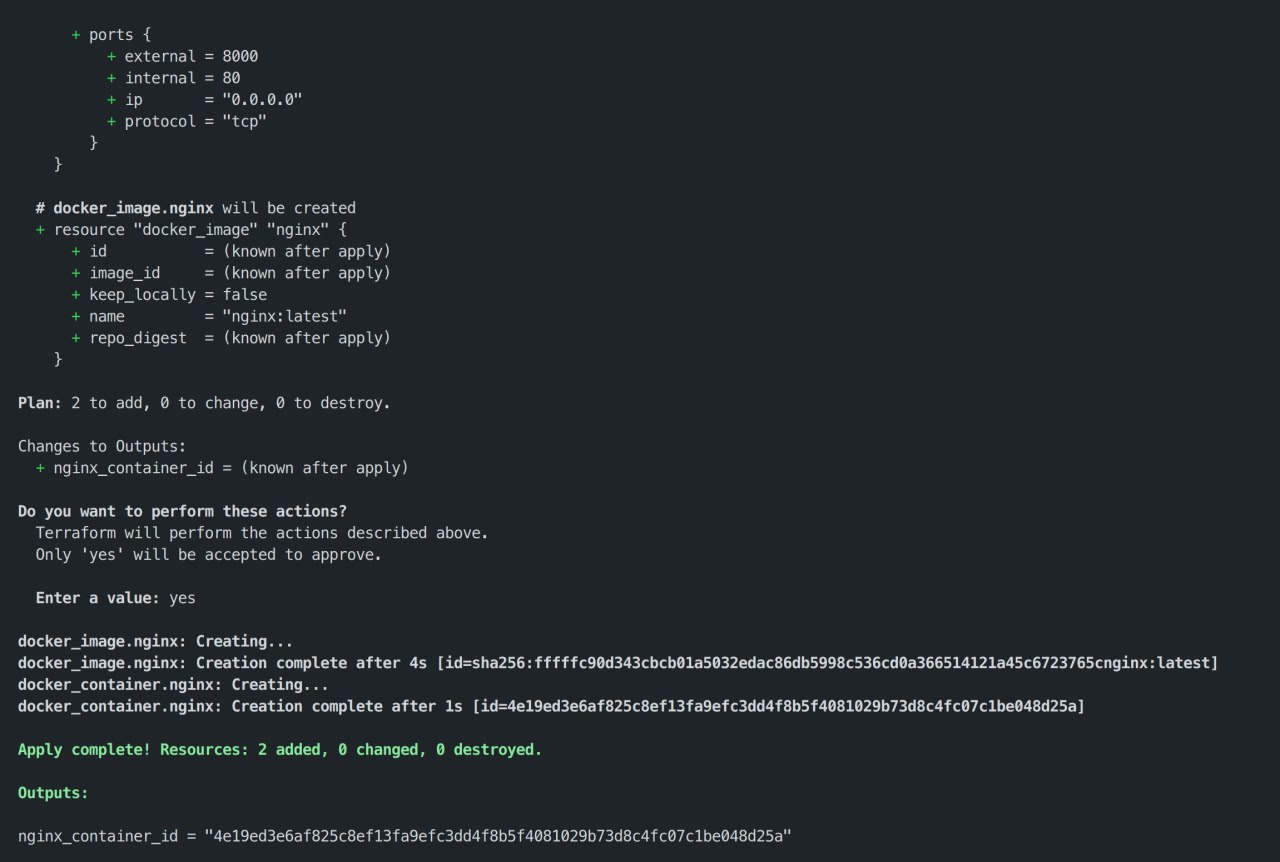 + ports {
+ external = 8000
+ internal = 80
+ ip       = "0.0.0.0"
+ protocol = "tcp"
}
}
# docker_image.nginx will be created
+ resource "docker_image" "nginx" {
+ id           = (known after apply)
+ image_id     = (known after apply)
+ keep_locally = false
+ name         = "nginx:latest"
+ repo_digest  = (known after apply)
}
Plan: 2 to add, 0 to change, 0 to destroy.
Changes to Outputs:
+ nginx_container_id = (known after apply)
Do you want to perform these actions?
Terraform will perform the actions described above.
Only 'yes' will be accepted to approve.
Enter a value: yes
docker_image.nginx: Creating...
docker_image.nginx: Creation complete after 4s [id=sha256:fffffc90d343cbcb01a5032edac86db5998c536cd0a366514121a45c6723765cnginx:latest]
docker_container.nginx: Creating...
docker_container.nginx: Creation complete after 1s [id=4e19ed3e6af825c8ef13fa9efc3dd4f8b5f4081029b73d8c4fc07c1be048d25a]
Apply complete! Resources: 2 added, 0 changed, 0 destroyed.
Outputs:
nginx_container_id = "4e19ed3e6af825c8ef13fa9efc3dd4f8b5f4081029b73d8c4fc07c1be048d25a"